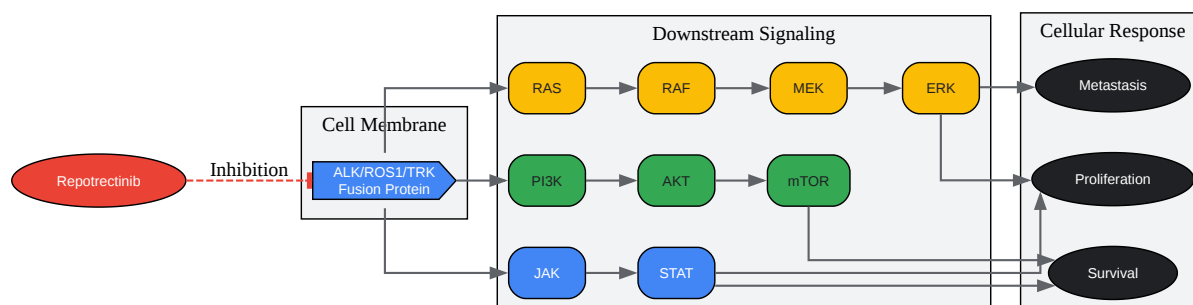 Downstream Signaling
Cellular Response
RAS
RAF
MEK
ERK
Metastasis
Cell Membrane
Inhibition
Repotrectinib
ALK/ROS1/TRK
Fusion Protein
PI3K
AKT
mTOR
Proliferation
JAK
STAT
Survival